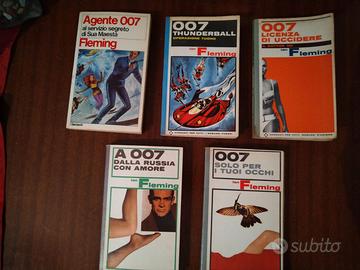 Agente 007
al servizio segreto
di Sua Maestà
Fleming
007
THUNDERBALL
OPERAZIONE TUONO
Fleming
007
LICENZA
DI UCCIDERE
Fleming
A 007
DALLA RUSSIA
CON AMORE
Fleming
007
SOLO PER
I TUOI OCCHI
Fleming
subito